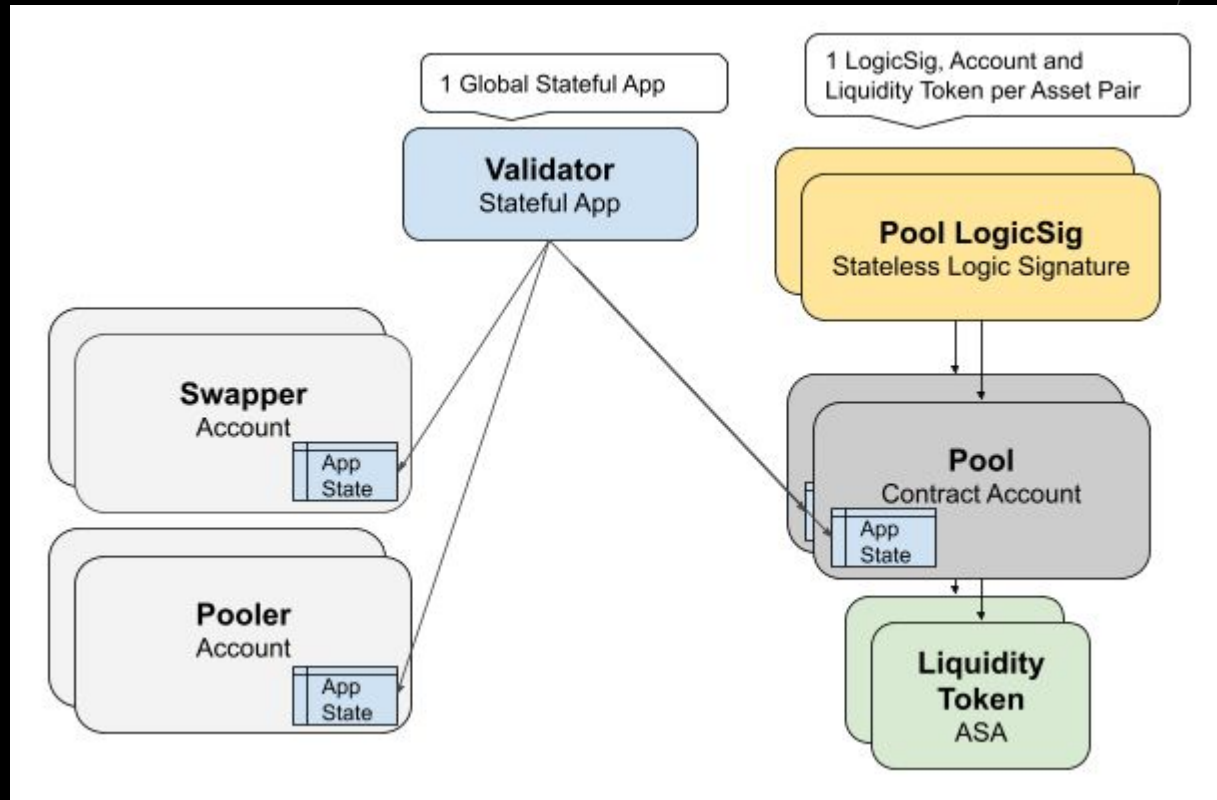 1 Global Stateful App
1 LogicSig, Account and
Liquidity Token per Asset Pair
Validator
Stateful App
Pool LogicSig
Stateless Logic Signature
Swapper
Account
App
State
Pool
Contract Account
App
State
Pooler
Account
App
State
Liquidity
Token
ASA